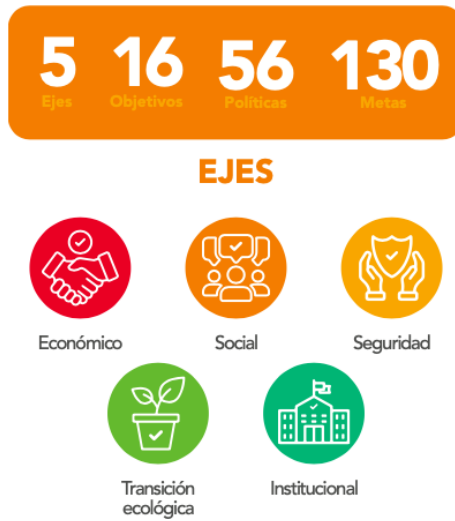 5 16 56 130
Ejes Objetivos Políticas Metas
EJES
Económico Social Seguridad
Transición Institucional
ecológica